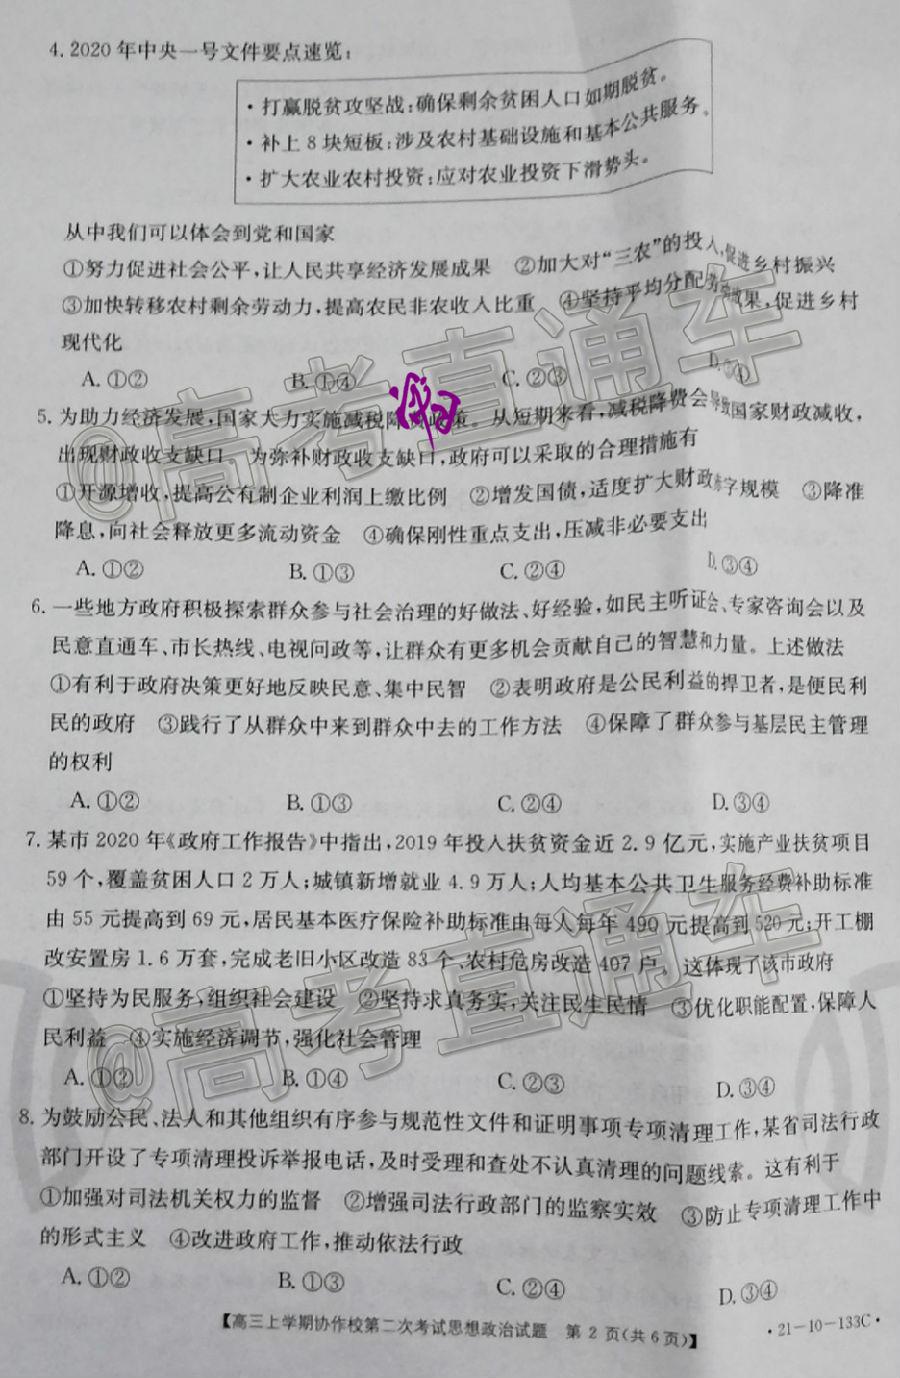 4. 2020年中央一号文件要点速览:
·打赢脱贫攻坚战:确保剩余贫困人口如期脱贫。
·补上8块短板:涉及农村基础设施和基本公共服务。
·扩大农业农村投资:应对农业投资下滑势头。
从中我们可以体会到党和国家
①努力促进社会公平,让人民共享经济发展成果 ②加大对“三农”的投入,促进乡村振兴
③加快转移农村剩余劳动力,提高农民非农收入比重 ④坚持平均分配 效果,促进乡村
现代化
A.①② B.①④ C.②③ D.③④
5.为助力经济发展,国家大力实施减税降 政策。从短期来看,减税降费会导致国家财政减收,
出现财政收支缺口 为弥补财政收支缺口,政府可以采取的合理措施有
①开源增收,提高公有制企业利润上缴比例 ②增发国债,适度扩大财政赤字规模 ③降准
降息,向社会释放更多流动资金 ④确保刚性重点支出,压减非必要支出
A.①② B.①③ C.②④ D.③④
6.一些地方政府积极探索群众参与社会治理的好做法、好经验,如民主听证会、专家咨询会以及
民意直通车、市长热线、电视问政等,让群众有更多机会贡献自己的智慧和力量。上述做法
①有利于政府决策更好地反映民意、集中民智 ②表明政府是公民利益的捍卫者,是便民利
民的政府 ③践行了从群众中来到群众中去的工作方法 ④保障了群众参与基层民主管理
的权利
A.①② B.①③ C.②④ D.③④
7.某市2020年《政府工作报告》中指出,2019年投入扶贫资金近2.9亿元,实施产业扶贫项目
59个,覆盖贫困人口2万人;城镇新增就业4.9万人;人均基本公共卫生服务经费补助标准
由55元提高到69元,居民基本医疗保险补助标准由每人每年490元提高到520元;开工棚
改安置房1.6万套,完成老旧小区改造83个,农村危房改造407户。这体现了该市政府
①坚持为民服务,组织社会建设 ②坚持求真务实,关注民生民情 ③优化职能配置,保障人
民利益 ④实施经济调节,强化社会管理
A.①② B.①④ C.②③ D.③④
8.为鼓励公民、法人和其他组织有序参与规范性文件和证明事项专项清理工作,某省司法行政
部门开设了专项清理投诉举报电话,及时受理和查处不认真清理的问题线索。这有利于
①加强对司法机关权力的监督 ②增强司法行政部门的监察实效 ③防止专项清理工作中
的形式主义 ④改进政府工作,推动依法行政
A.①② B.①③ C.②④ D.③④
【高三上学期协作校第二次考试思想政治试题 第2页(共6页)】 ·21-10-133C·
@高考直通车
@高考直通车